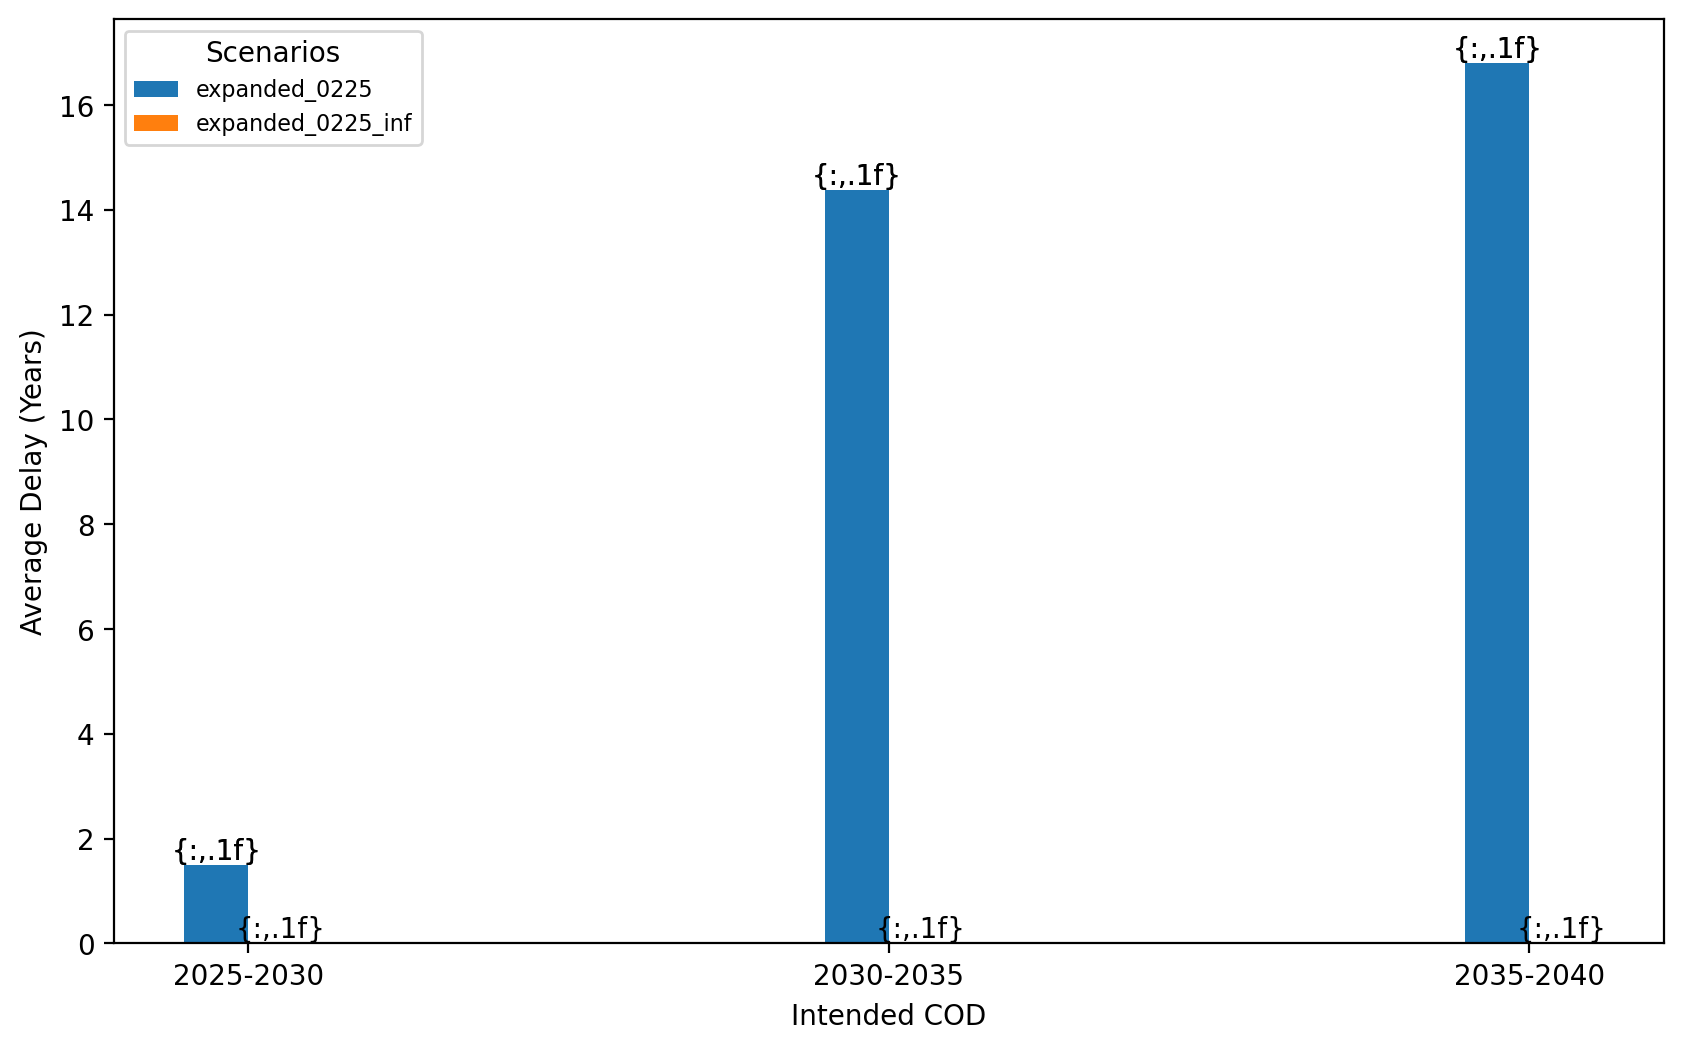 Scenarios
expanded_0225
expanded_0225_inf
Average Delay (Years)
16
14
12
10
8
6
4
2
0
{:,.1f}
{:,.1f}
{:,.1f}
{:,.1f}
{:,.1f}
{:,.1f}
2025-2030
2030-2035
2035-2040
Intended COD